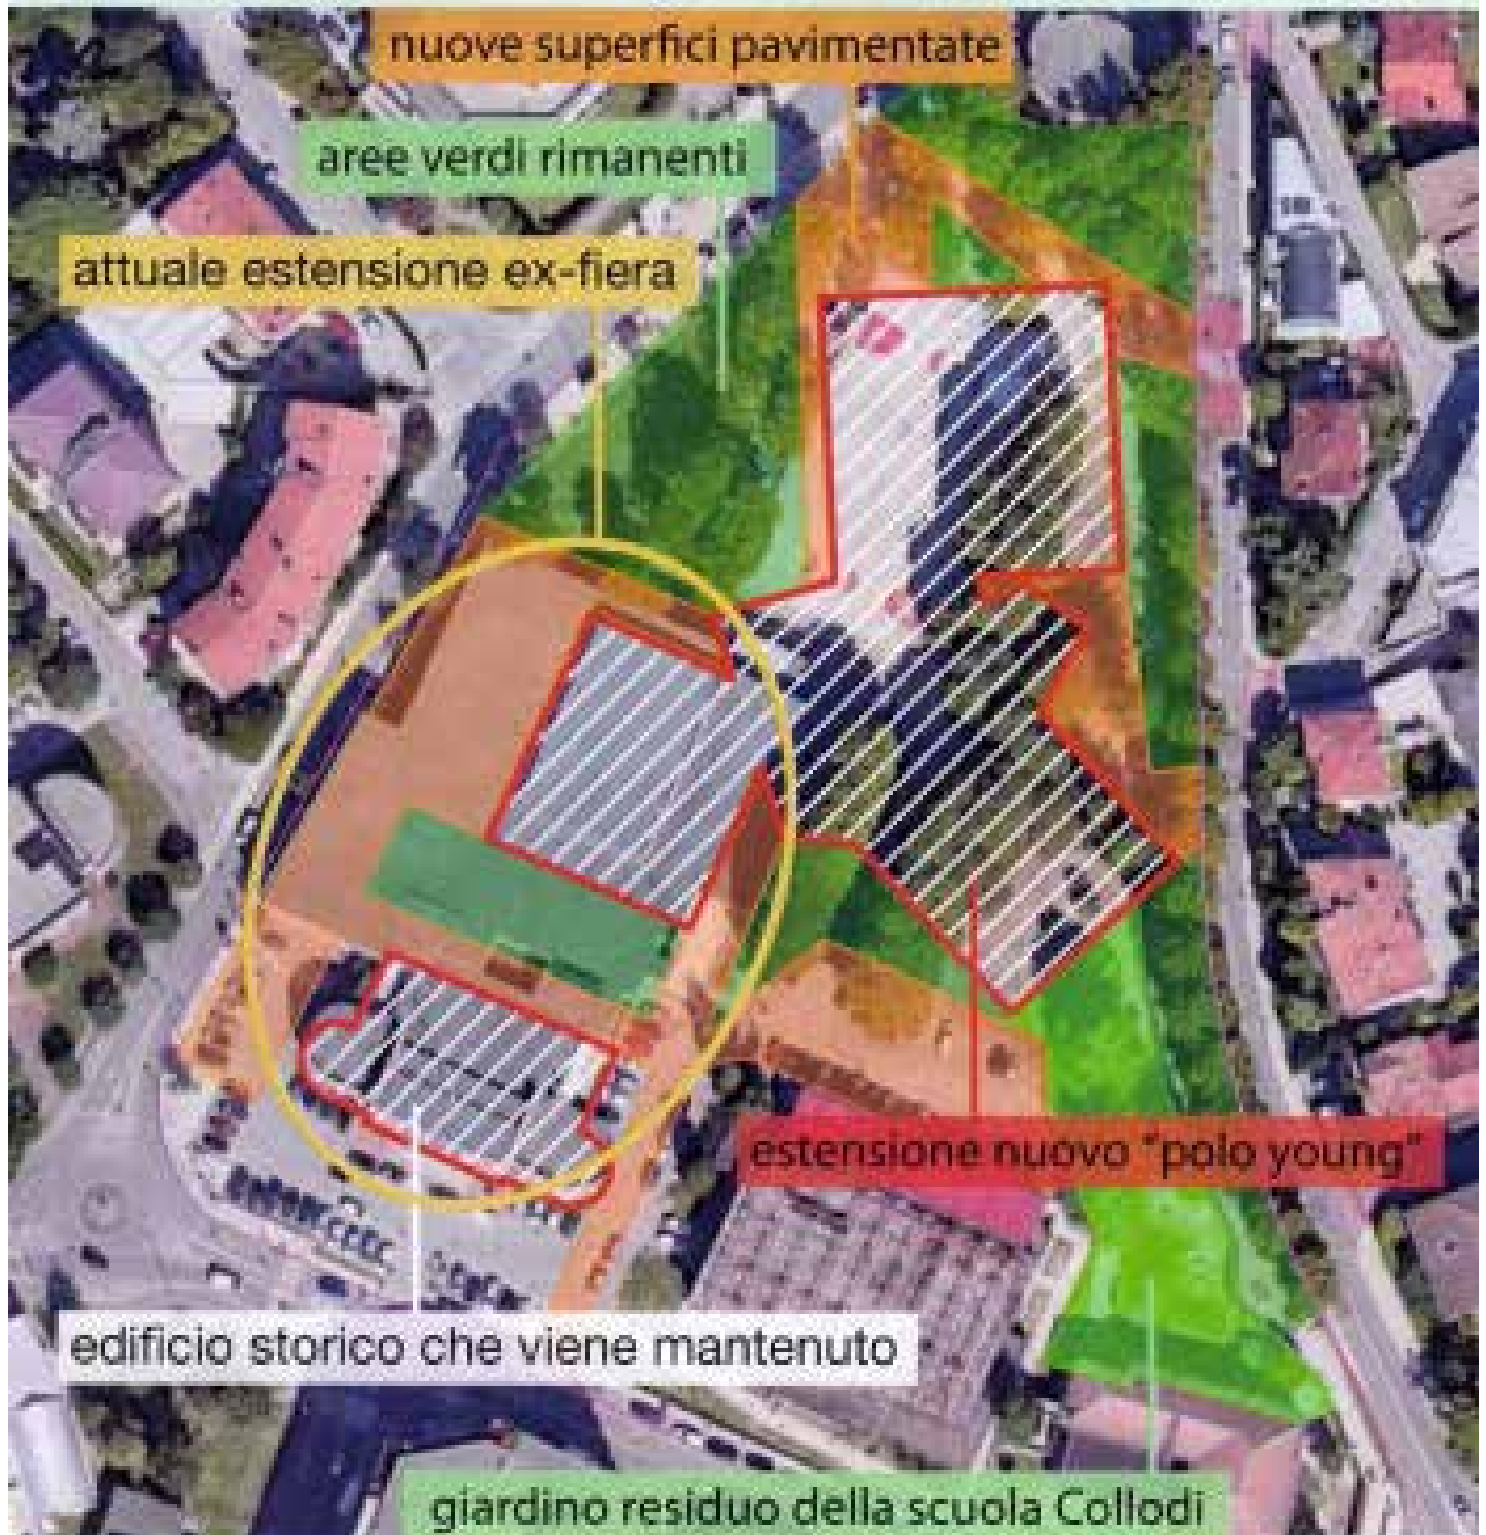 nuove superfici pavimentate
aree verdi rimanenti
attuale estensione ex-fiera
estensione nuovo "polo young"
edificio storico che viene mantenuto
giardino residuo della scuola Collodi